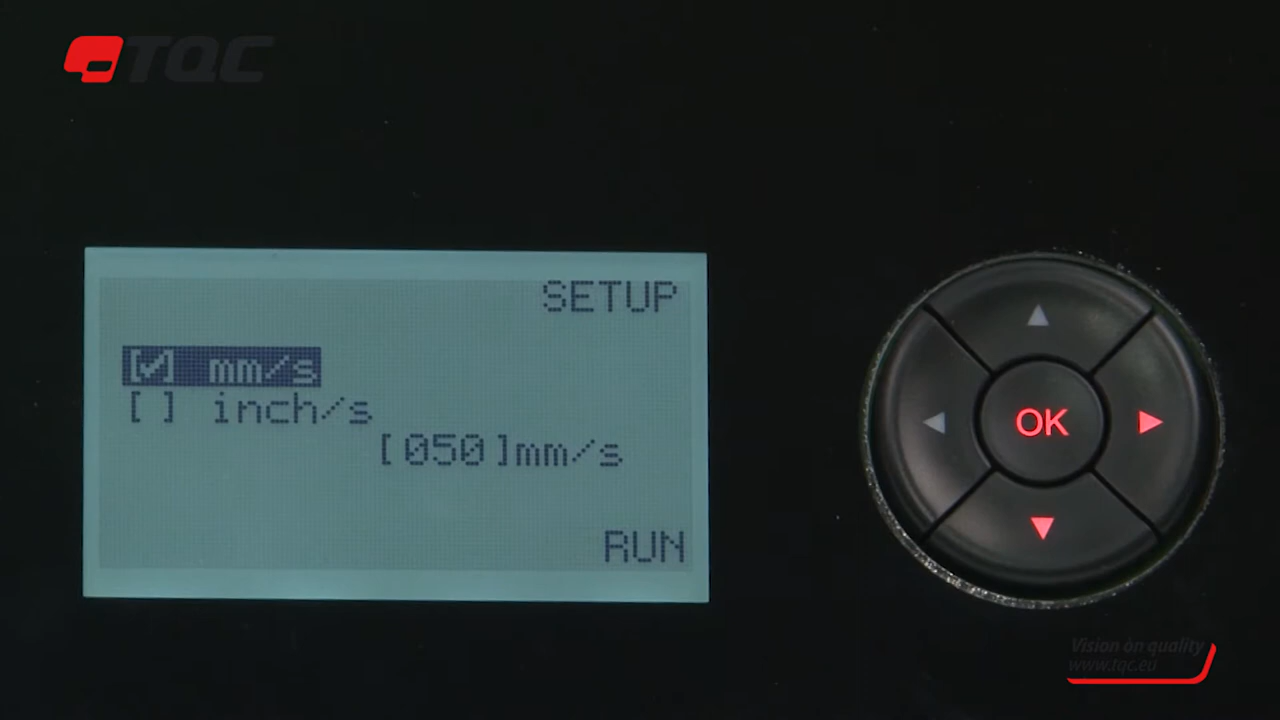 TQC
SETUP
[✓] mm/s
[ ] inch/s
[050]mm/s
RUN
OK
Vision on quality
www.tqc.eu